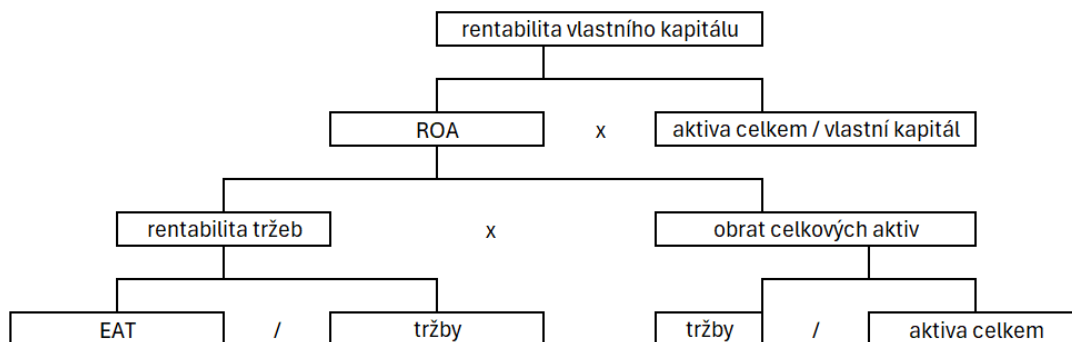 rentabilita vlastního kapitálu
ROA x aktiva celkem / vlastní kapitál
rentabilita tržeb x obrat celkových aktiv
EAT / tržby tržby / aktiva celkem